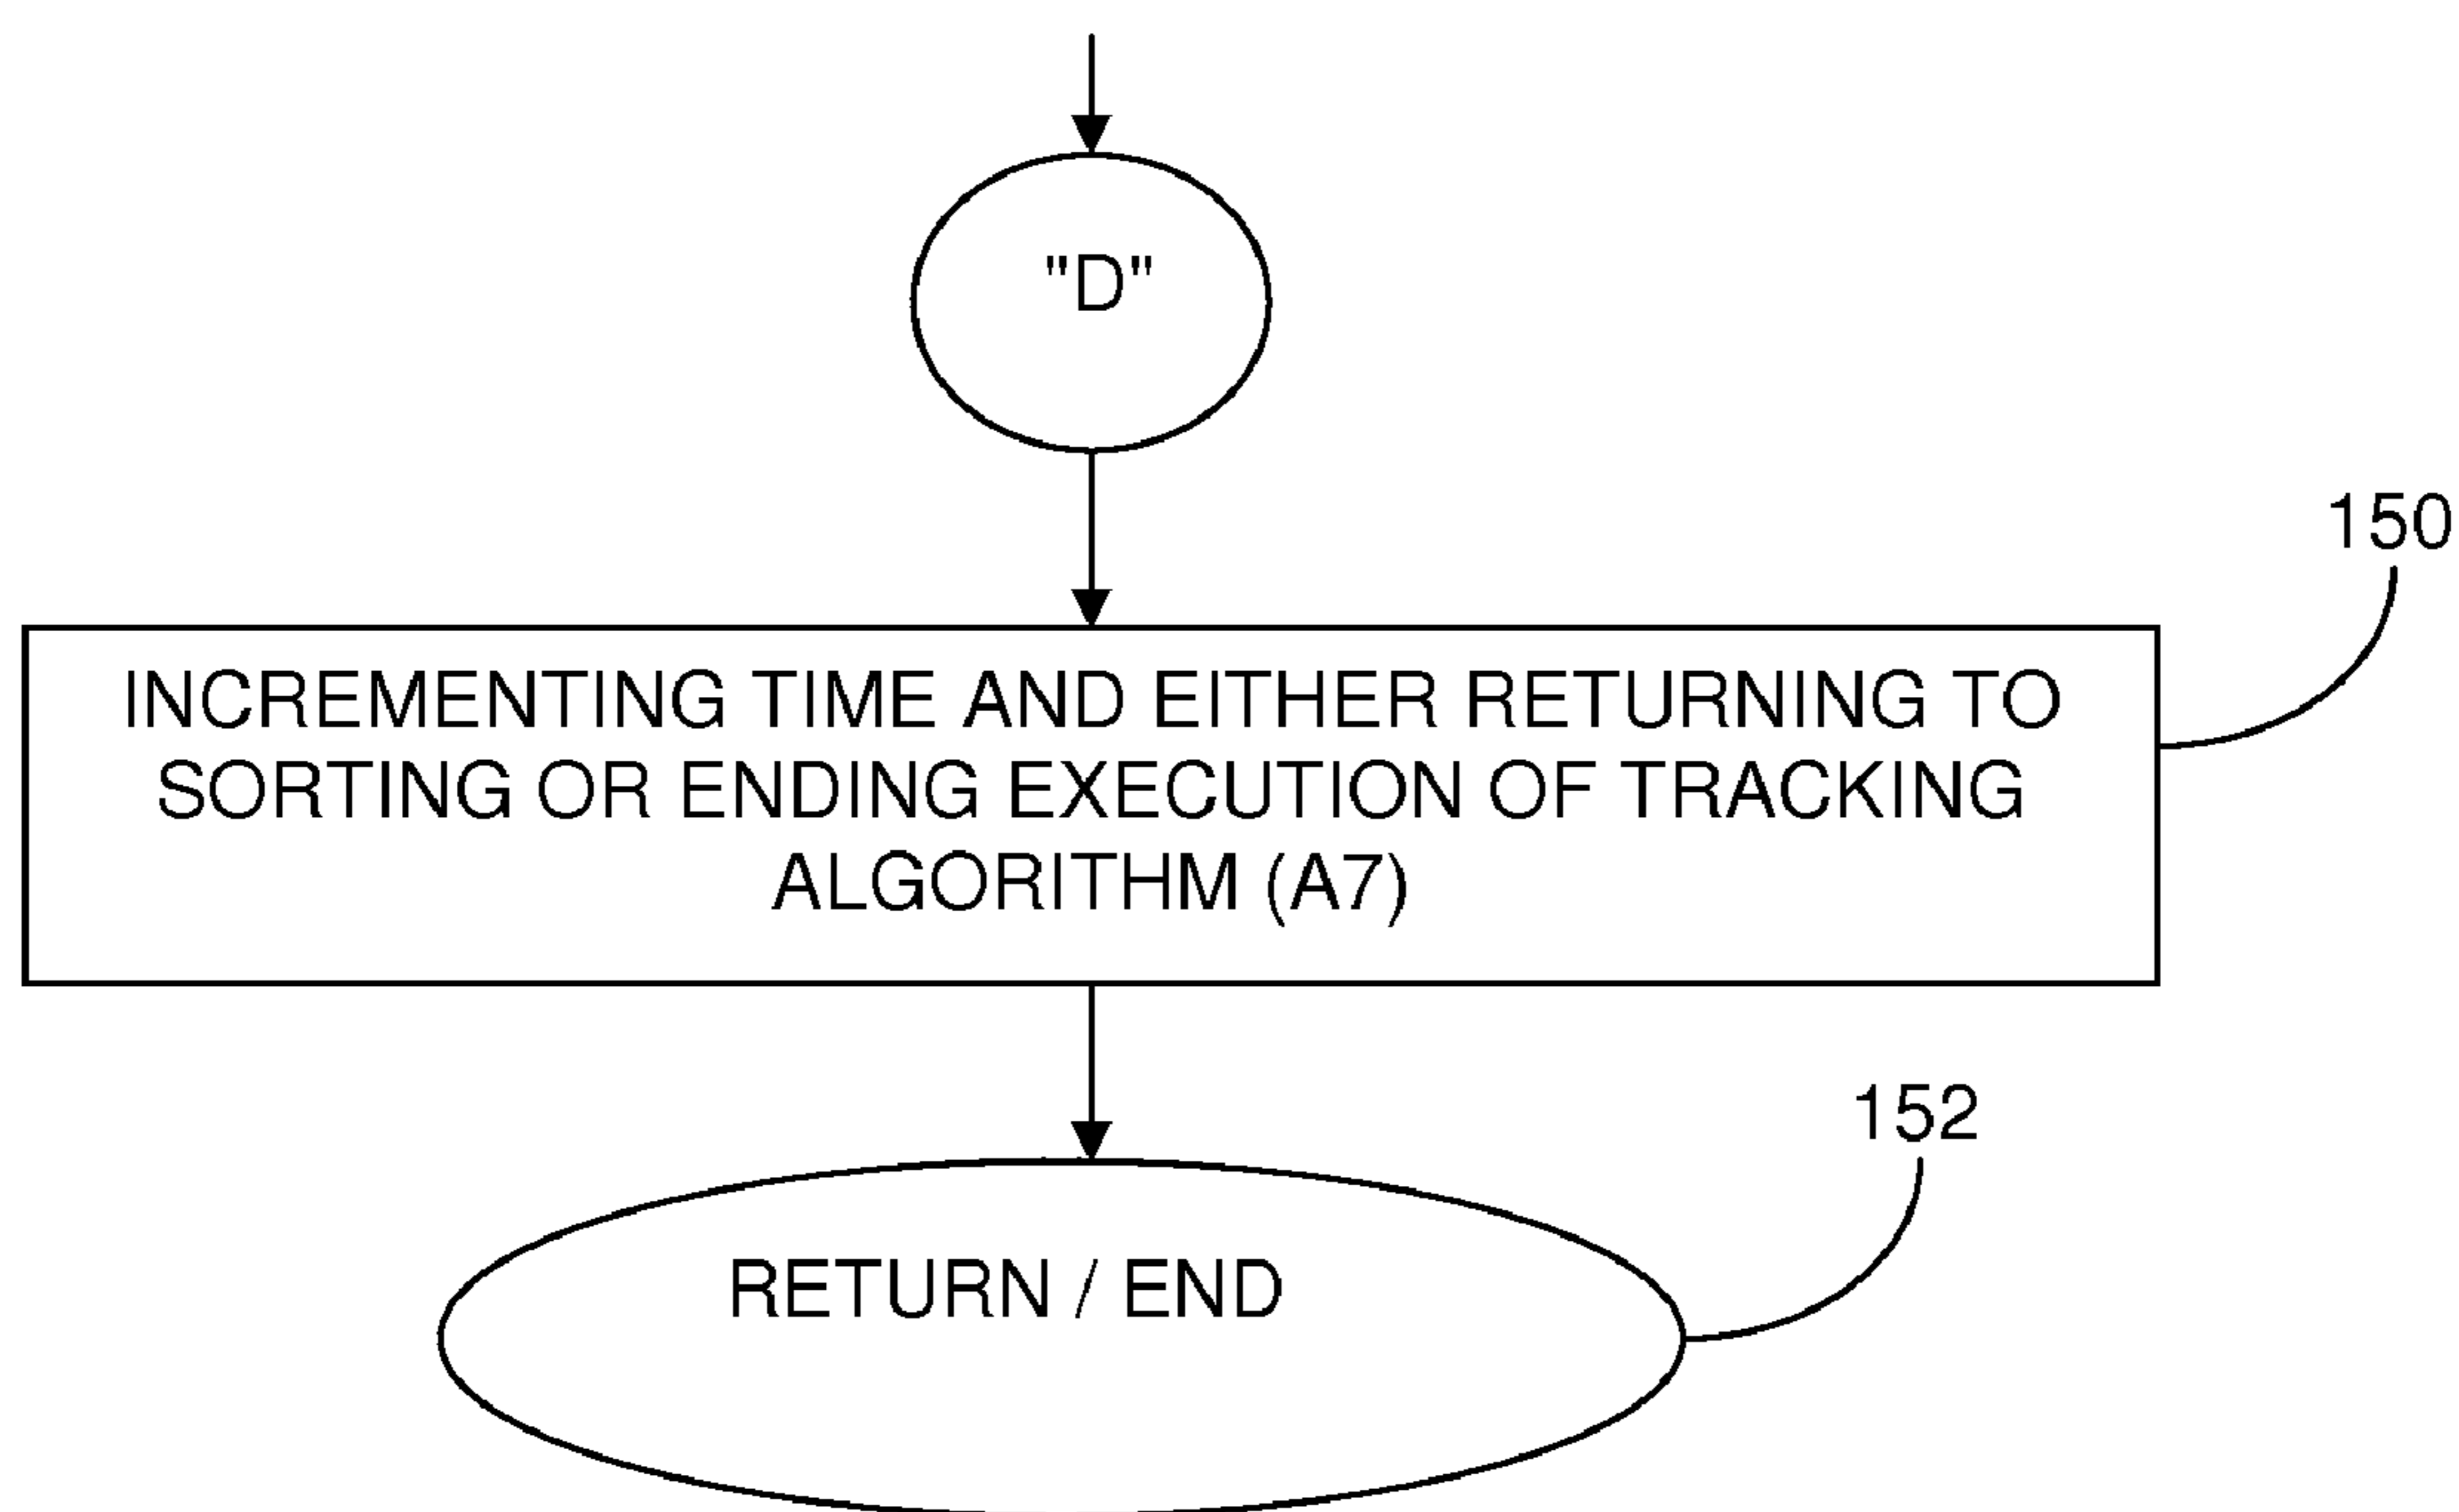 "D"
150
INCREMENTING TIME AND EITHER RETURNING TO
SORTING OR ENDING EXECUTION OF TRACKING
ALGORITHM (A7)
152
RETURN / END